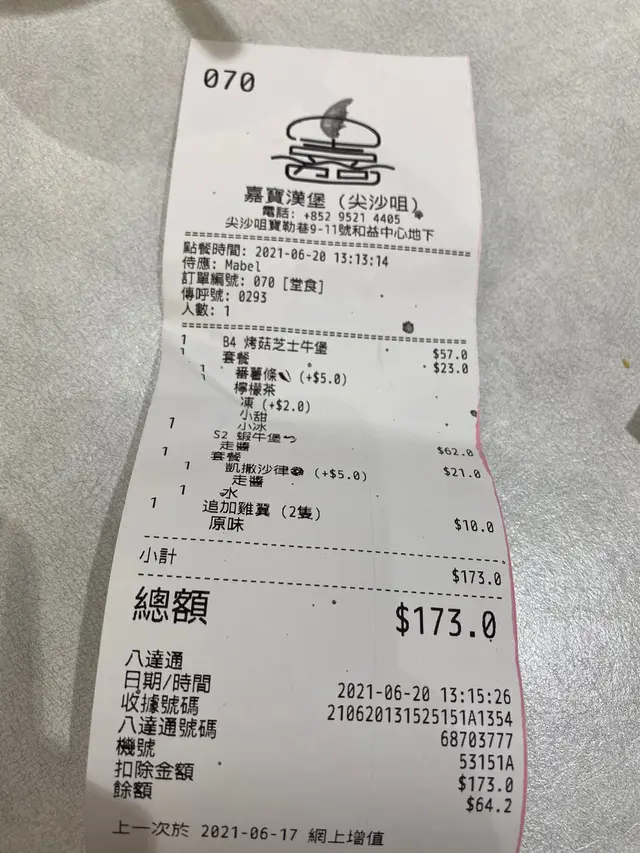 070
嘉寶漢堡 (尖沙咀)
電話: +852 9521 4405
尖沙咀寶勒巷9-11號和益中心地下
點餐時間: 2021-06-20 13:13:14
侍應: Mabel
訂單編號: 070 [堂食]
傳呼號: 0293
人數: 1
1 B4 烤菇芝士牛堡 $57.0
1 套餐 $23.0
1 番薯條 (+$5.0)
1 檸檬茶
凍 (+$2.0)
小甜
小冰
1 S2 蝦牛堡 $62.0
走醬
1 套餐 $21.0
1 凱撒沙律 (+$5.0)
走醬
1 水
1 追加雞翼 (2隻) $10.0
原味
小計 $173.0
總額 $173.0
八達通
日期/時間 2021-06-20 13:15:26
收據號碼 210620131525151A1354
八達通號碼 68703777
機號 53151A
扣除金額 $173.0
餘額 $64.2
上一次於 2021-06-17 網上增值